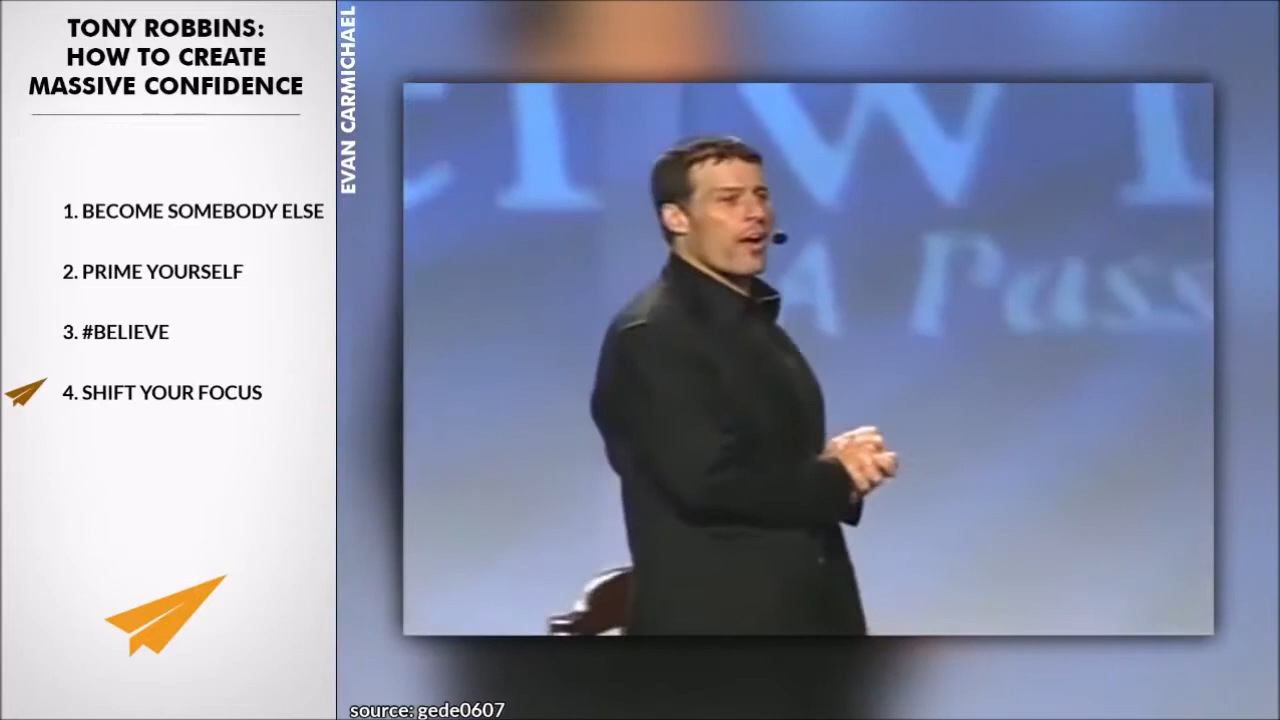 TONY ROBBINS:
HOW TO CREATE
MASSIVE CONFIDENCE
1. BECOME SOMEBODY ELSE
2. PRIME YOURSELF
3. #BELIEVE
4. SHIFT YOUR FOCUS
EVAN CARMICHAEL
A Pass
source: gede0607